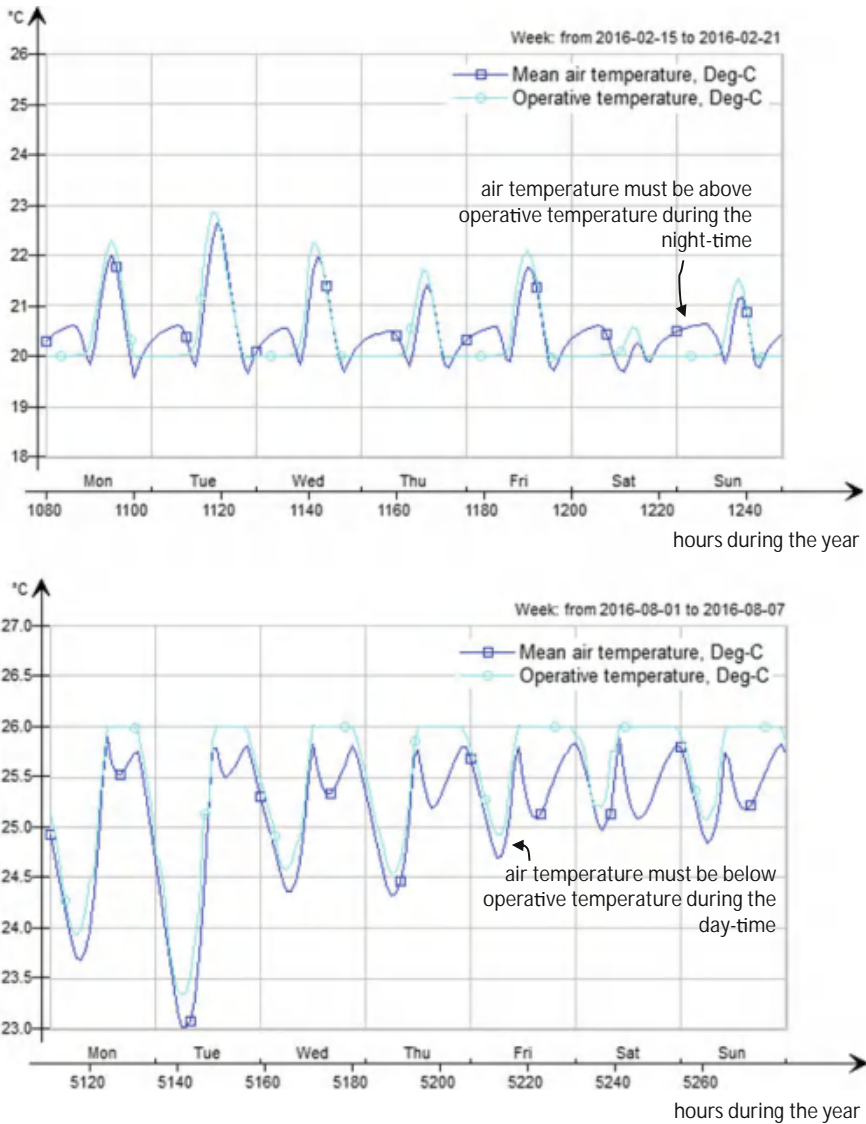 °C
Week: from 2016-02-15 to 2016-02-21
26
Mean air temperature, Deg-C
Operative temperature, Deg-C
25
24
air temperature must be above
operative temperature during the
night-time
23
22
21
20
19
18
Mon Tue Wed Thu Fri Sat Sun
1080 1100 1120 1140 1160 1180 1200 1220 1240
hours during the year
°C
Week: from 2016-08-01 to 2016-08-07
27.0
Mean air temperature, Deg-C
Operative temperature, Deg-C
26.5
26.0
25.5
25.0
air temperature must be below
operative temperature during the
day-time
24.5
24.0
23.5
23.0
Mon Tue Wed Thu Fri Sat Sun
5120 5140 5160 5180 5200 5220 5240 5260
hours during the year